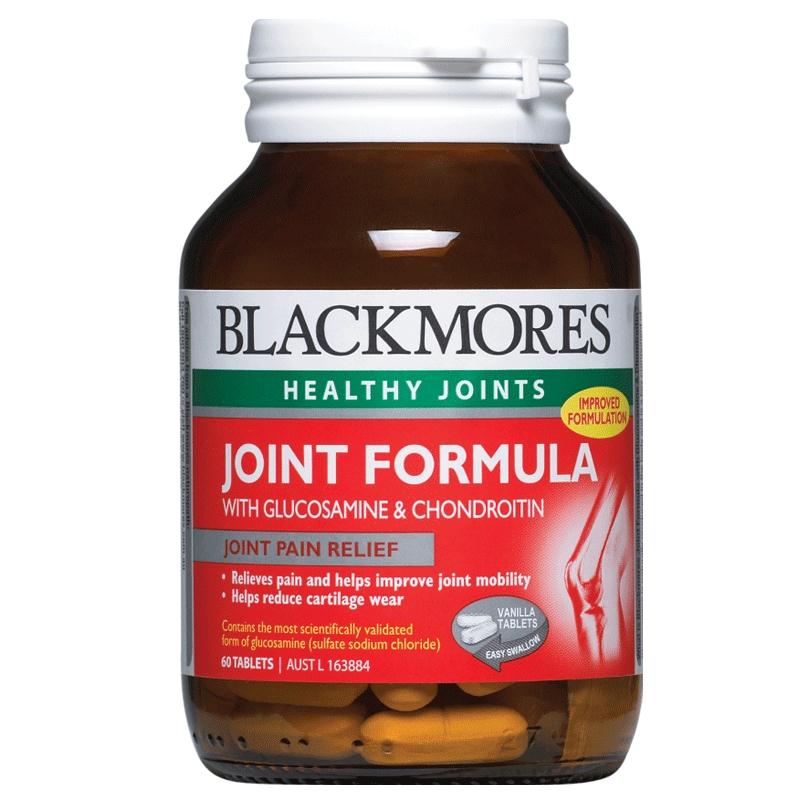 BLACKMORES
HEALTHY JOINTS
IMPROVED
FORMULATION
JOINT FORMULA
WITH GLUCOSAMINE & CHONDROITIN
JOINT PAIN RELIEF
• Relieves pain and helps improve joint mobility
• Helps reduce cartilage wear
Contains the most scientifically validated
form of glucosamine (sulfate sodium chloride)
60 TABLETS | AUST L 163884
VANILLA
TABLETS
EASY SWALLOW